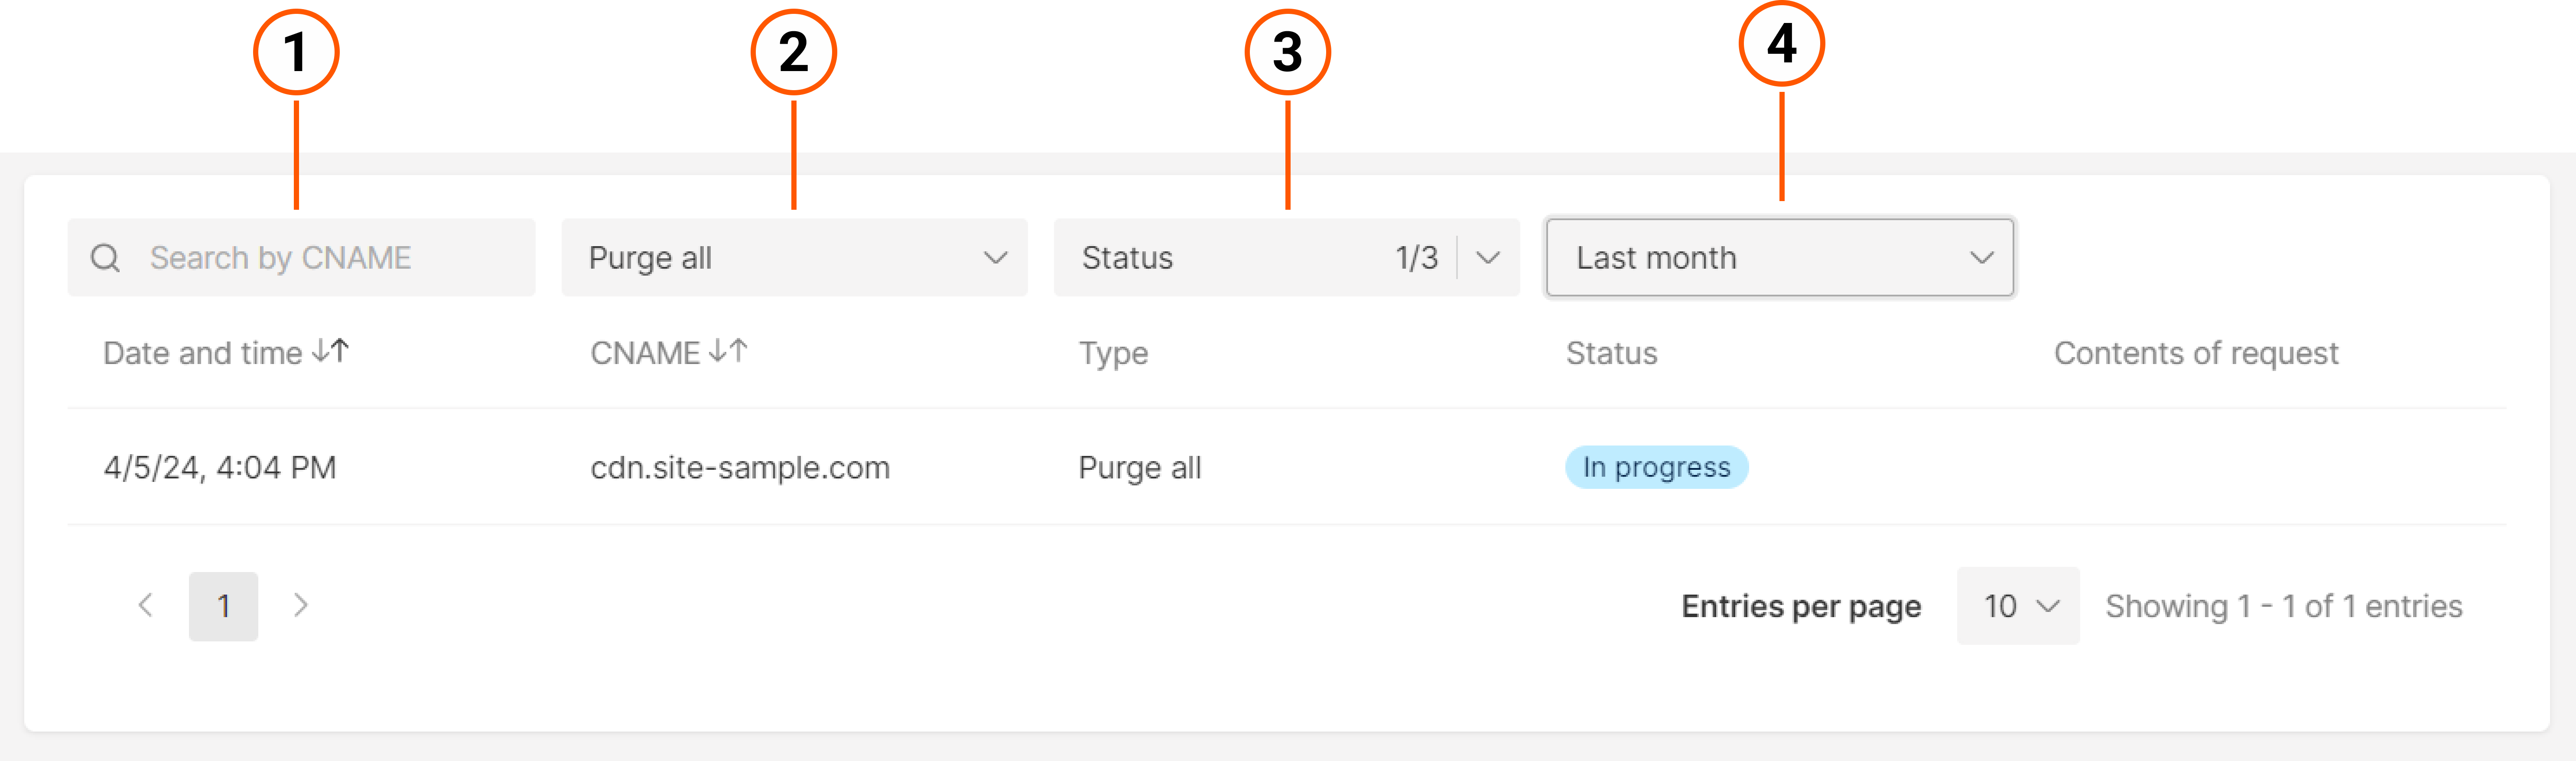 1 2 3 4
Search by CNAME Purge all Status 1/3 Last month
Date and time ↓↑ CNAME ↓↑ Type Status Contents of request
4/5/24, 4:04 PM cdn.site-sample.com Purge all In progress
1 Entries per page 10 Showing 1 - 1 of 1 entries